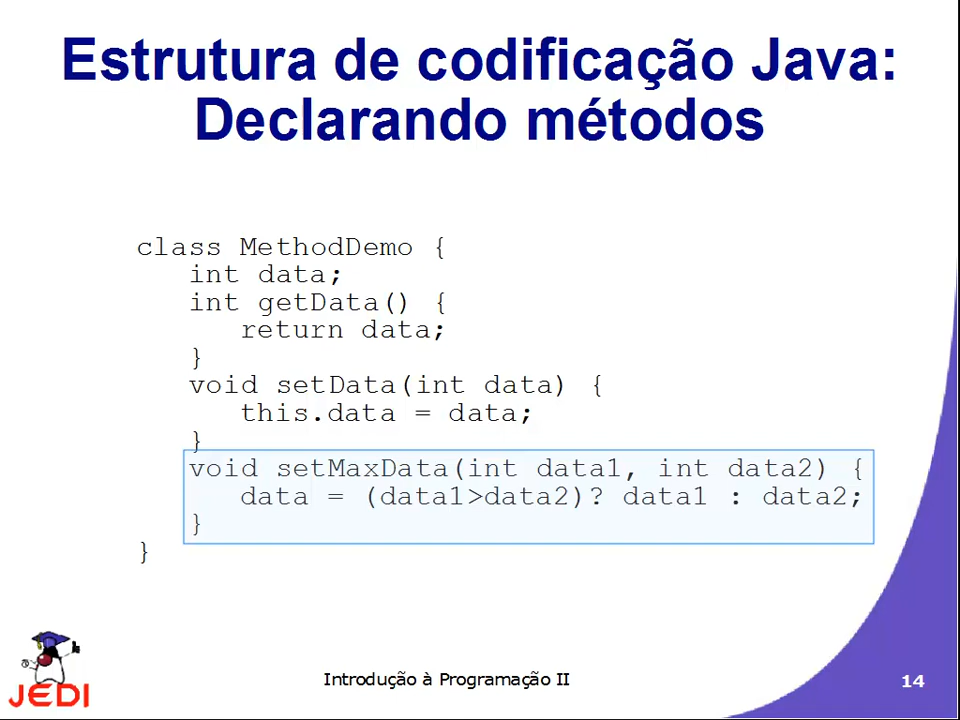 Estrutura de codificação Java:
Declarando métodos
class MethodDemo {
int data;
int getData() {
return data;
}
void setData(int data) {
this.data = data;
}
void setMaxData(int data1, int data2) {
data = (data1>data2)? data1 : data2;
}
}
JEDI
Introdução à Programação II
14